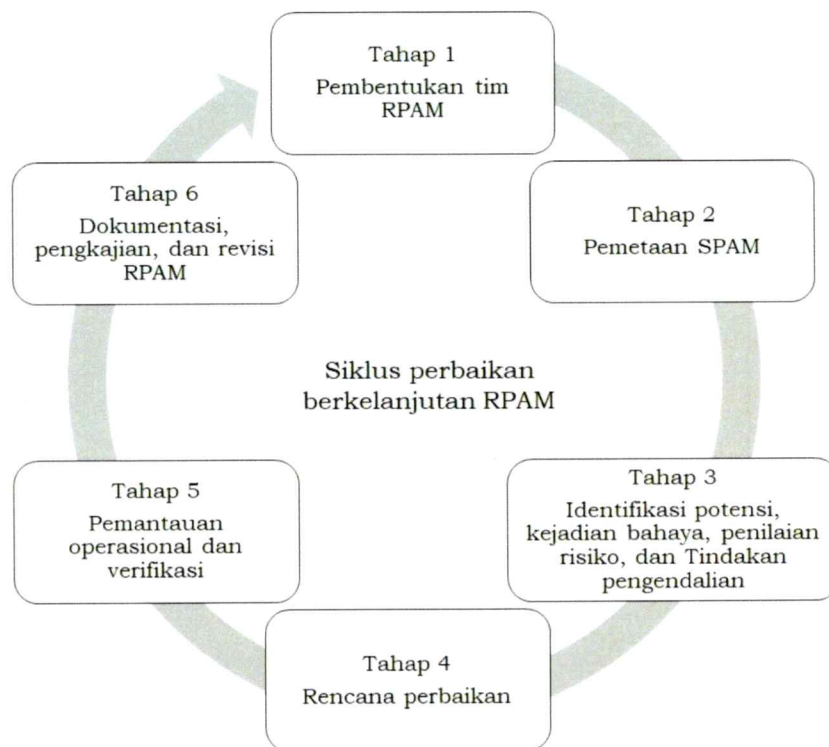 Tahap 1
Pembentukan tim
RPAM
Tahap 2
Pemetaan SPAM
Tahap 3
Identifikasi potensi,
kejadian bahaya, penilaian
risiko, dan Tindakan
pengendalian
Tahap 4
Rencana perbaikan
Tahap 5
Pemantauan
operasional dan
verifikasi
Tahap 6
Dokumentasi,
pengkajian, dan revisi
RPAM
Siklus perbaikan
berkelanjutan RPAM